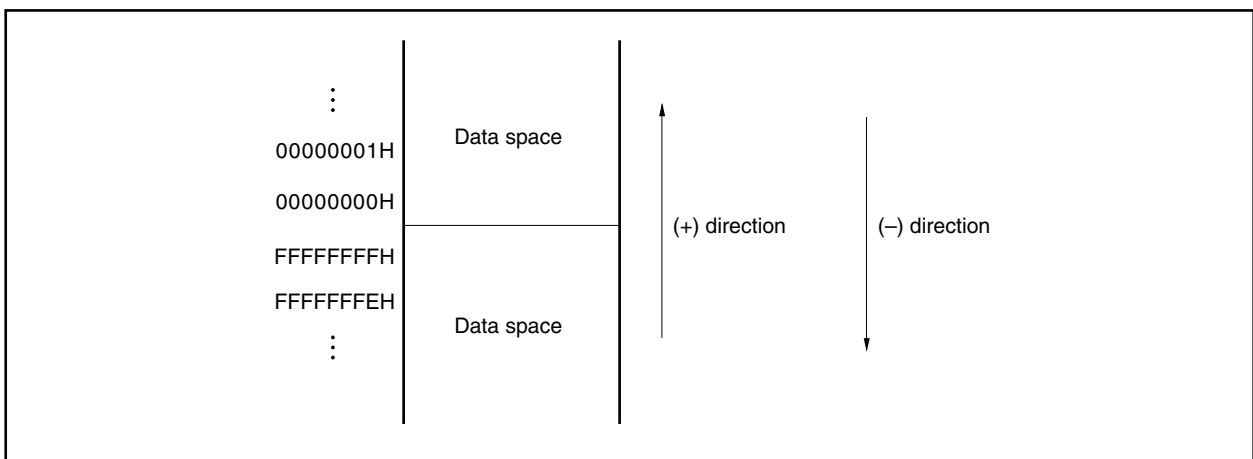 ⋮
00000001H
Data space
00000000H
(+) direction
(–) direction
FFFFFFFFH
FFFFFFFEH
Data space
⋮